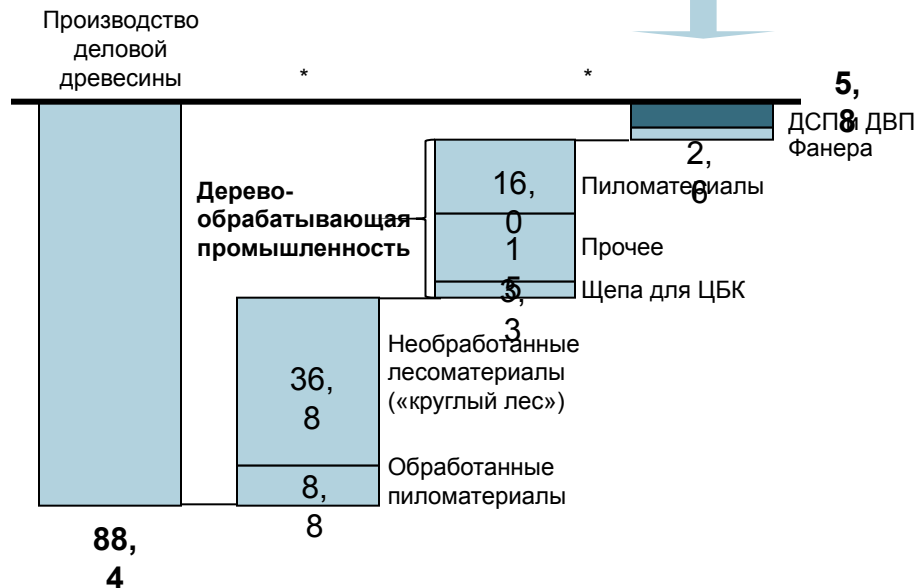 Производство
деловой
древесины
*
*
5,
8
ДСП и ДВП
Фанера
2,
6
Дерево-
обрабатывающая
промышленность
16,
0
Пиломатериалы
1
5
Прочее
3,
3
Щепа для ЦБК
36,
8
Необработанные
лесоматериалы
(«круглый лес»)
8,
8
Обработанные
пиломатериалы
88,
4